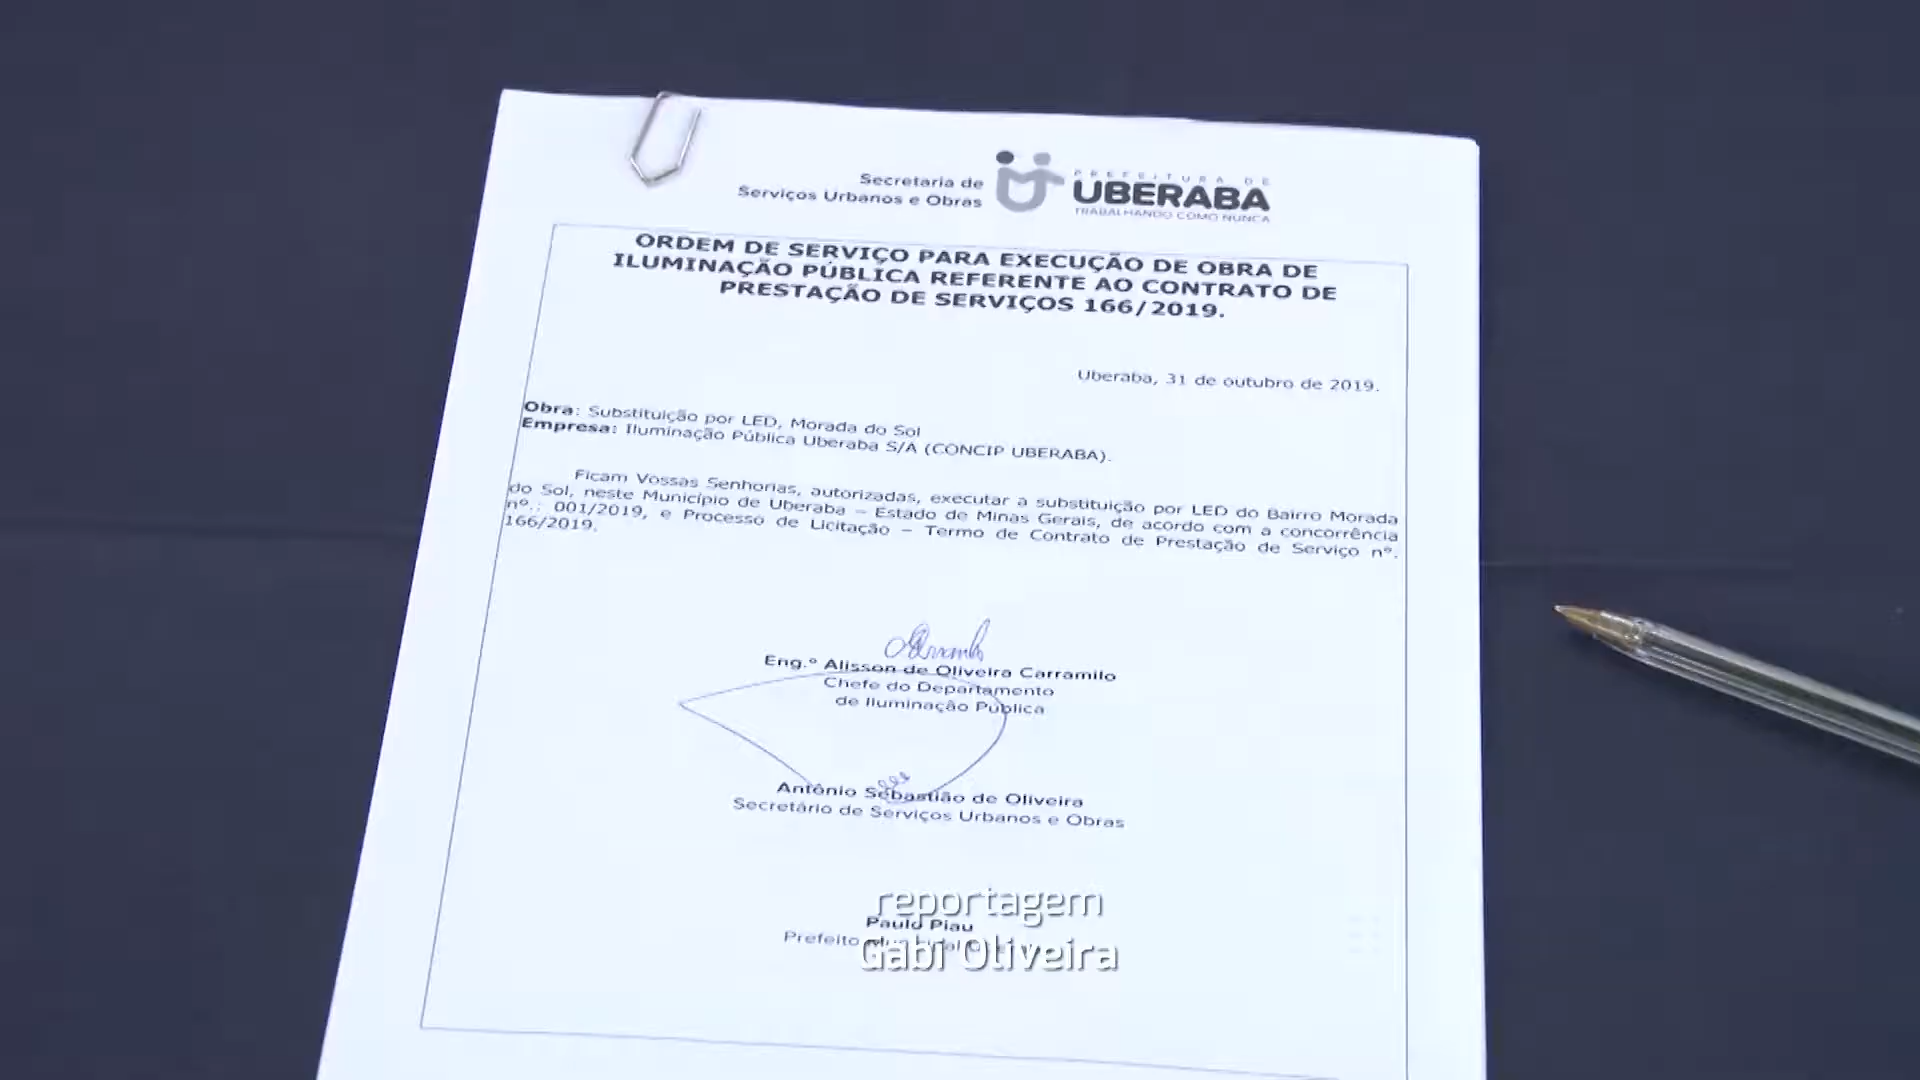 Secretaria de
Serviços Urbanos e Obras
PREFEITURA DE
UBERABA
TRABALHANDO COMO NUNCA
ORDEM DE SERVIÇO PARA EXECUÇÃO DE OBRA DE
ILUMINAÇÃO PÚBLICA REFERENTE AO CONTRATO DE
PRESTAÇÃO DE SERVIÇOS 166/2019.
Uberaba, 31 de outubro de 2019.
Obra: Substituição por LED, Morada do Sol
Empresa: Iluminação Pública Uberaba S/A (CONCIP UBERABA).
Ficam Vossas Senhorias, autorizadas, executar a substituição por LED do Bairro Morada
do Sol, neste Município de Uberaba – Estado de Minas Gerais, de acordo com a concorrência
nº.: 001/2019, e Processo de Licitação – Termo de Contrato de Prestação de Serviço nº.
166/2019.
Eng.º Alisson de Oliveira Carramilo
Chefe do Departamento
de Iluminação Pública
Antônio Sebastião de Oliveira
Secretário de Serviços Urbanos e Obras
reportagem
Paulo Piau
Prefeito
Gabi Oliveira